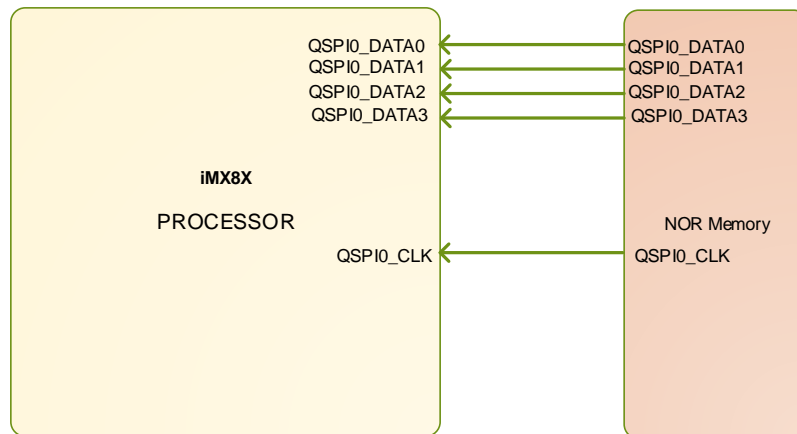 QSPI0_DATA0
QSPI0_DATA1
QSPI0_DATA2
QSPI0_DATA3
iMX8X
PROCESSOR
QSPI0_CLK
QSPI0_DATA0
QSPI0_DATA1
QSPI0_DATA2
QSPI0_DATA3
NOR Memory
QSPI0_CLK